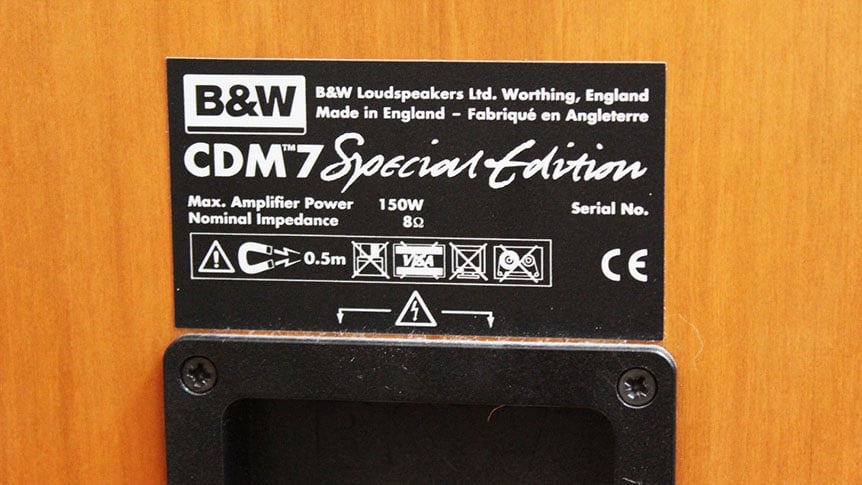 B&W
B&W Loudspeakers Ltd. Worthing, England
Made in England – Fabriqué en Angleterre
CDM™7 Special Edition
Max. Amplifier Power 150W
Nominal Impedance 8Ω
Serial No.
0.5m
VISA
CE